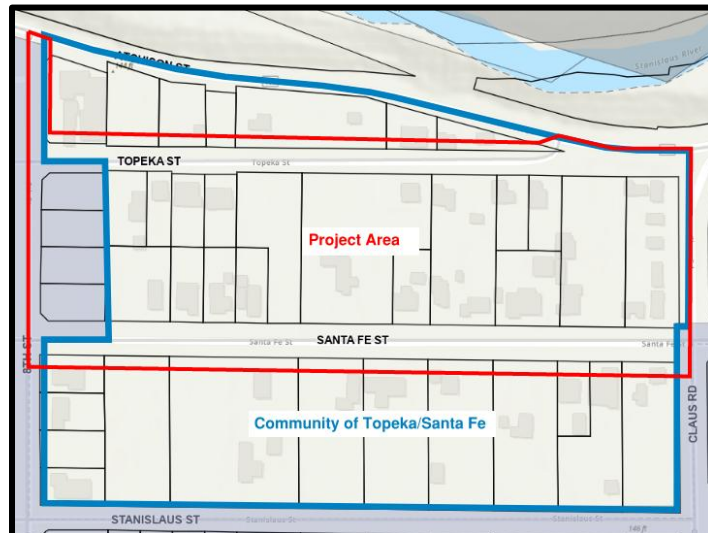 ATCHISON ST
Stanislaus River
TOPEKA ST
Topeka St
Project Area
Santa Fe St
SANTA FE ST
Santa Fe St
8TH ST
Community of Topeka/Santa Fe
CLAUS RD
STANISLAUS ST
Stanislaus St
Stanislaus St